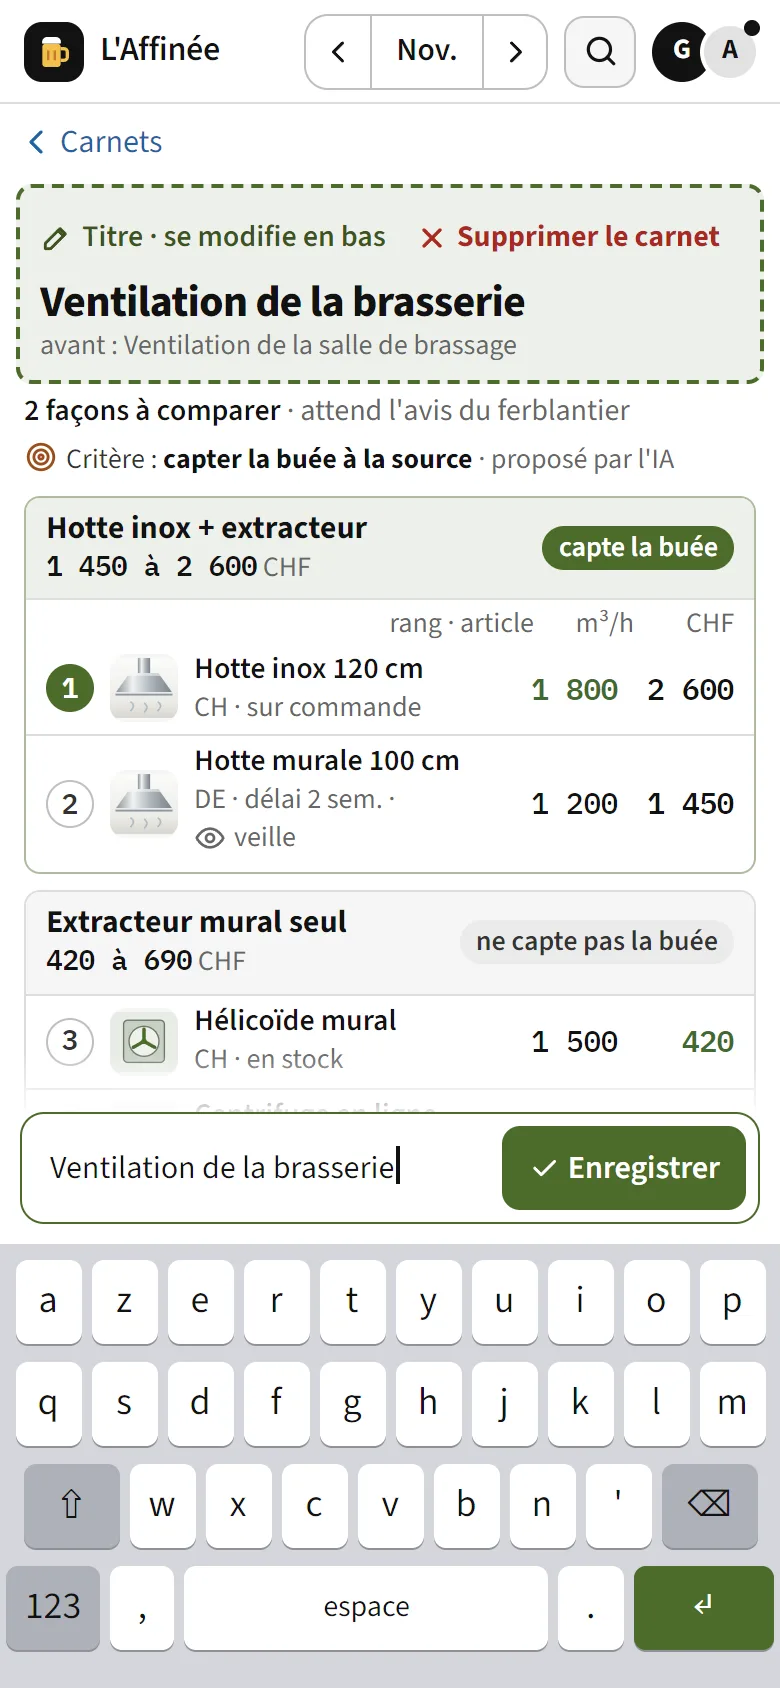 L'Affinée
Nov.
G
A
Carnets
Titre · se modifie en bas
Supprimer le carnet
Ventilation de la brasserie
avant : Ventilation de la salle de brassage
2 façons à comparer · attend l'avis du ferblantier
Critère : capter la buée à la source · proposé par l'IA
Hotte inox + extracteur
1 450 à 2 600 CHF
capte la buée
rang · article m³/h CHF
1
Hotte inox 120 cm
CH · sur commande
1 800 2 600
2
Hotte murale 100 cm
DE · délai 2 sem. ·
veille
1 200 1 450
Extracteur mural seul
420 à 690 CHF
ne capte pas la buée
3
Hélicoïde mural
CH · en stock
1 500 420
Centrifuge en ligne
Ventilation de la brasserie
Enregistrer
a z e r t y u i o p
q s d f g h j k l m
⇧ w x c v b n ' ⌫
123 , espace . ↵